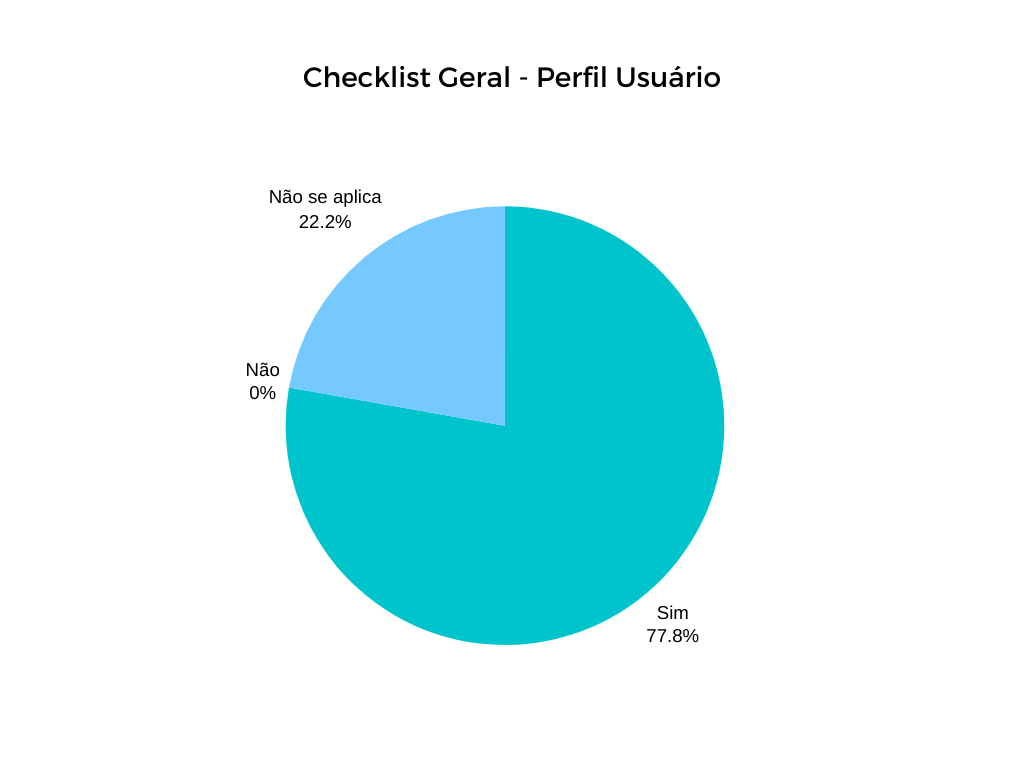 Checklist Geral - Perfil Usuário
Não se aplica
22.2%
Não
0%
Sim
77.8%